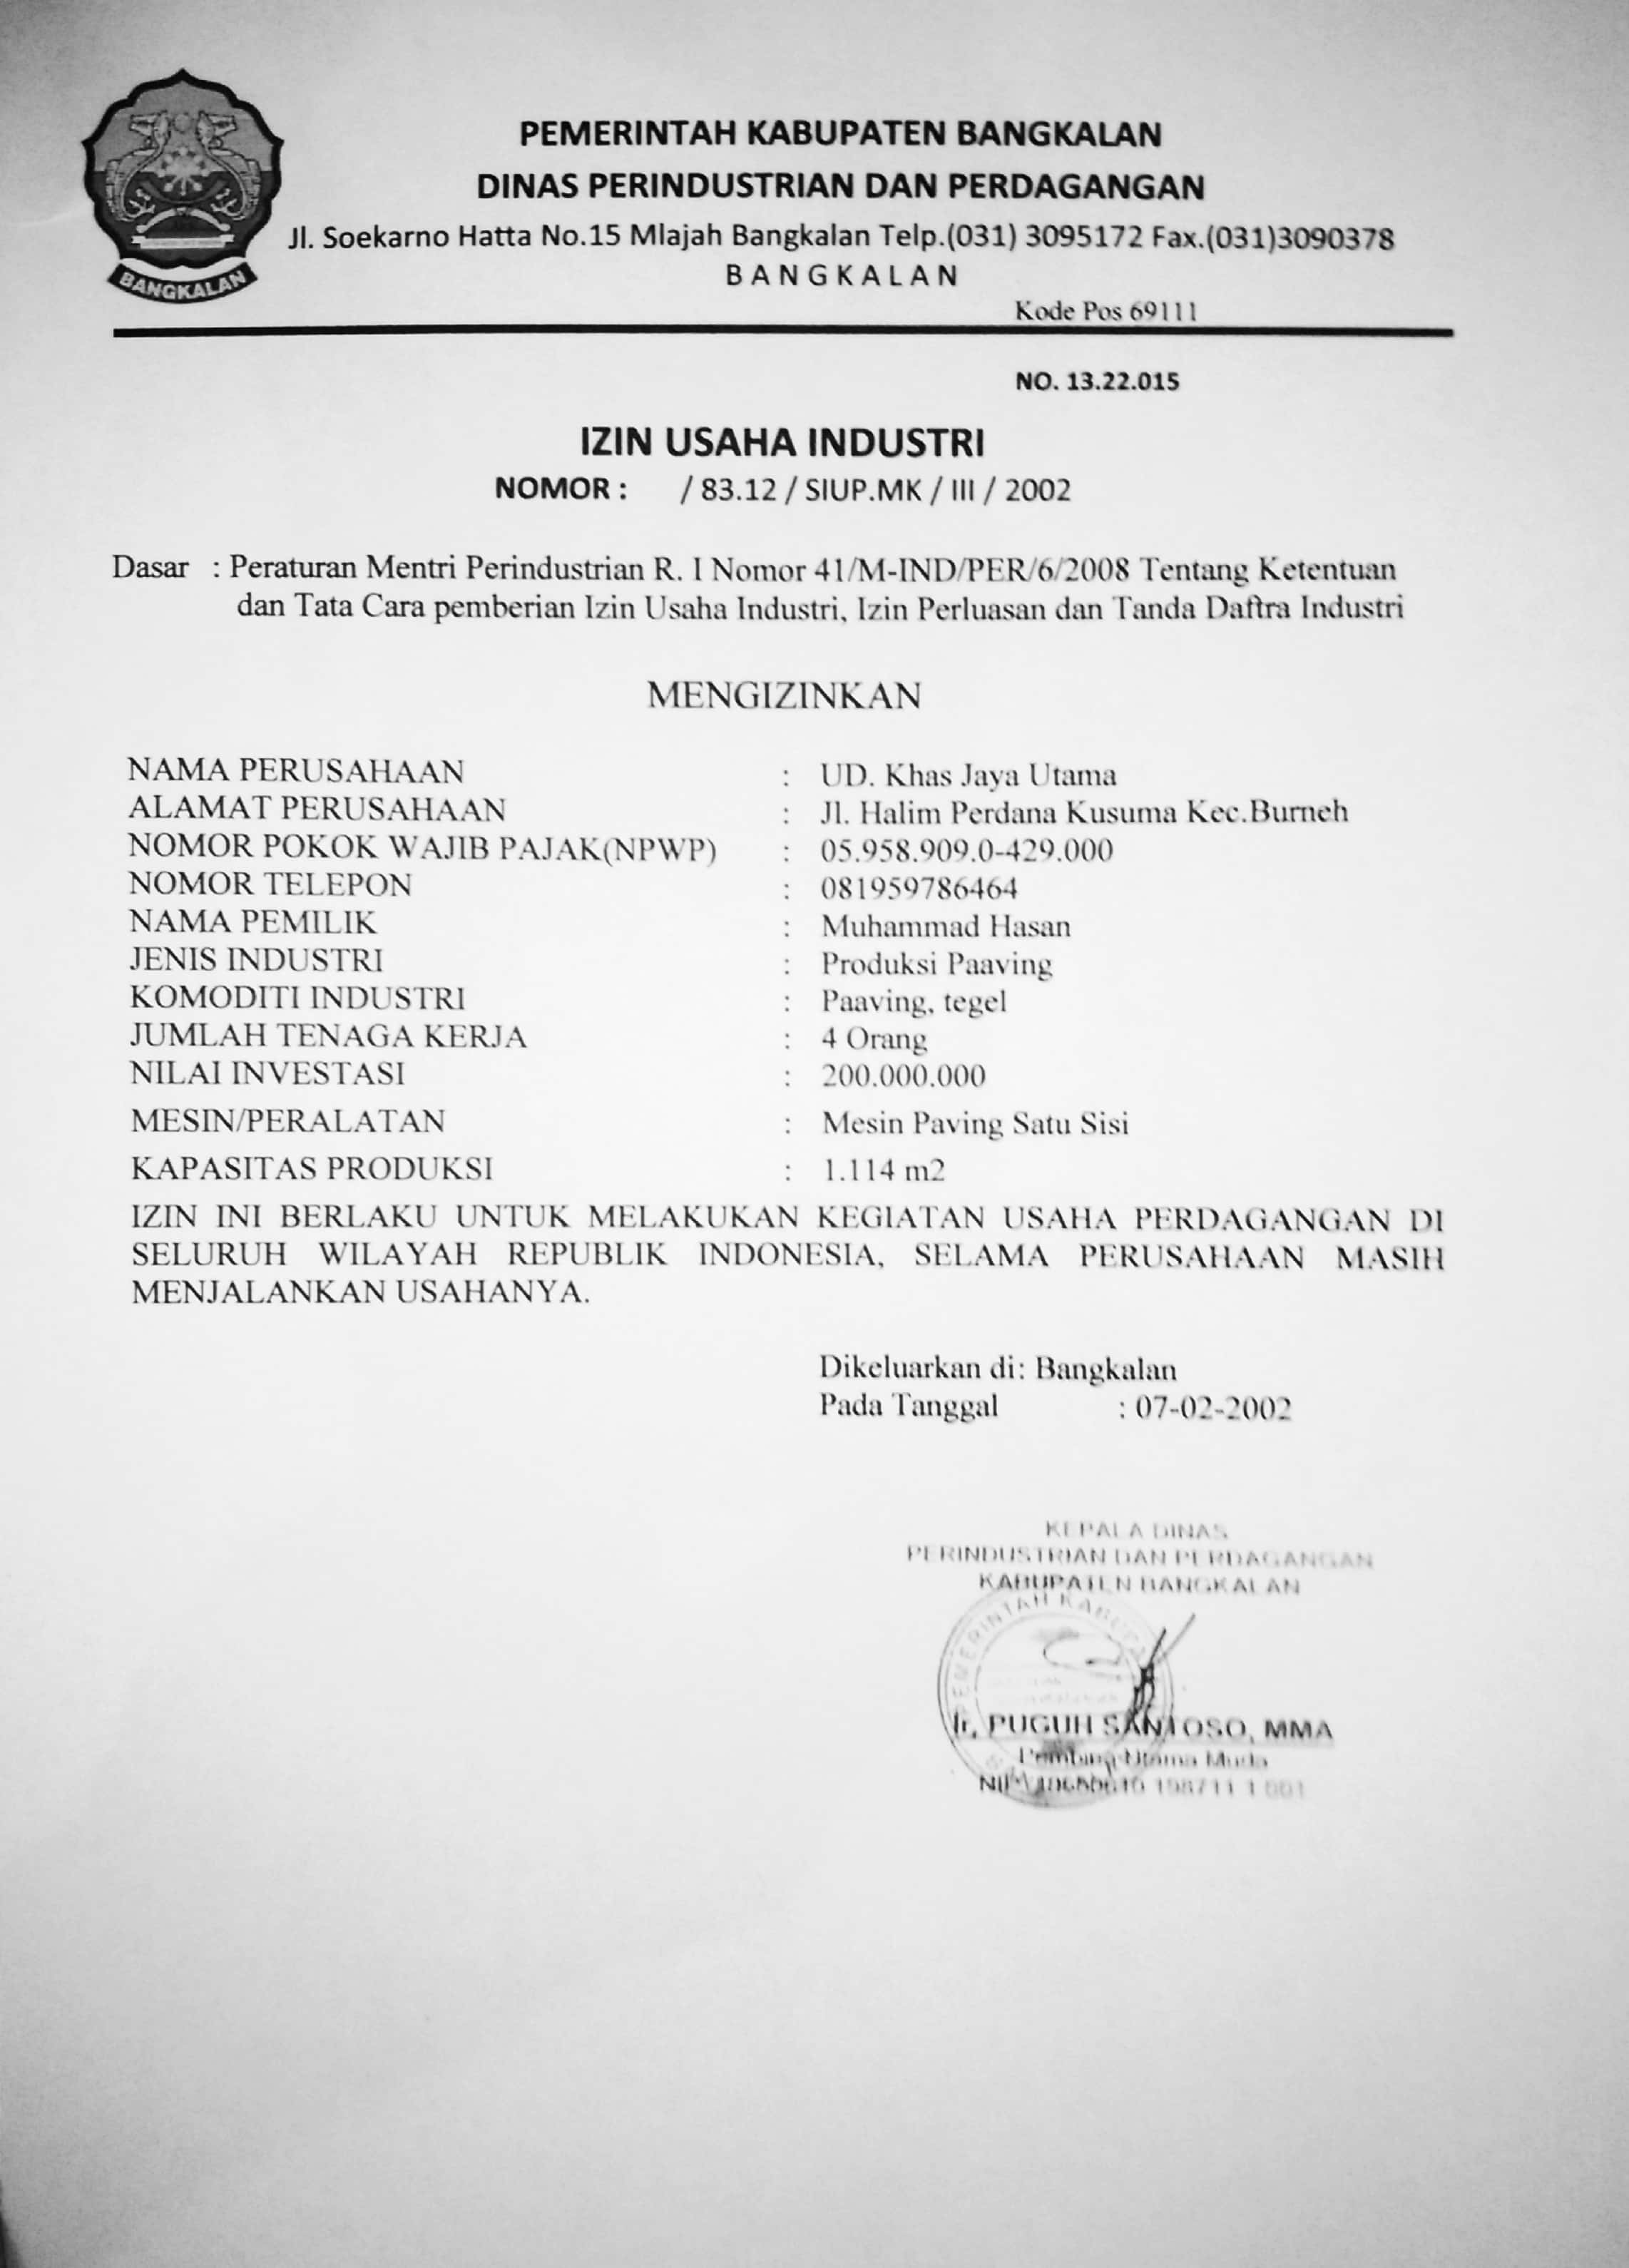 PEMERINTAH KABUPATEN BANGKALAN
DINAS PERINDUSTRIAN DAN PERDAGANGAN
Jl. Soekarno Hatta No.15 Mlajah Bangkalan Telp.(031) 3095172 Fax.(031)3090378
BANGKALAN
BANGKALAN
Kode Pos 69111
NO. 13.22.015
IZIN USAHA INDUSTRI
NOMOR : / 83.12 / SIUP.MK / III / 2002
Dasar : Peraturan Mentri Perindustrian R. I Nomor 41/M-IND/PER/6/2008 Tentang Ketentuan
dan Tata Cara pemberian Izin Usaha Industri, Izin Perluasan dan Tanda Daftra Industri
MENGIZINKAN
NAMA PERUSAHAAN : UD. Khas Jaya Utama
ALAMAT PERUSAHAAN : Jl. Halim Perdana Kusuma Kec.Burneh
NOMOR POKOK WAJIB PAJAK(NPWP) : 05.958.909.0-429.000
NOMOR TELEPON : 081959786464
NAMA PEMILIK : Muhammad Hasan
JENIS INDUSTRI : Produksi Paaving
KOMODITI INDUSTRI : Paaving, tegel
JUMLAH TENAGA KERJA : 4 Orang
NILAI INVESTASI : 200.000.000
MESIN/PERALATAN : Mesin Paving Satu Sisi
KAPASITAS PRODUKSI : 1.114 m2
IZIN INI BERLAKU UNTUK MELAKUKAN KEGIATAN USAHA PERDAGANGAN DI
SELURUH WILAYAH REPUBLIK INDONESIA, SELAMA PERUSAHAAN MASIH
MENJALANKAN USAHANYA.
Dikeluarkan di: Bangkalan
Pada Tanggal : 07-02-2002
KEPALA DINAS
PERINDUSTRIAN DAN PERDAGANGAN
KABUPATEN BANGKALAN
PEMERINTAH KABUPATEN
Ir. PUGUH SANTOSO, MMA
Pembina Utama Muda
NIP